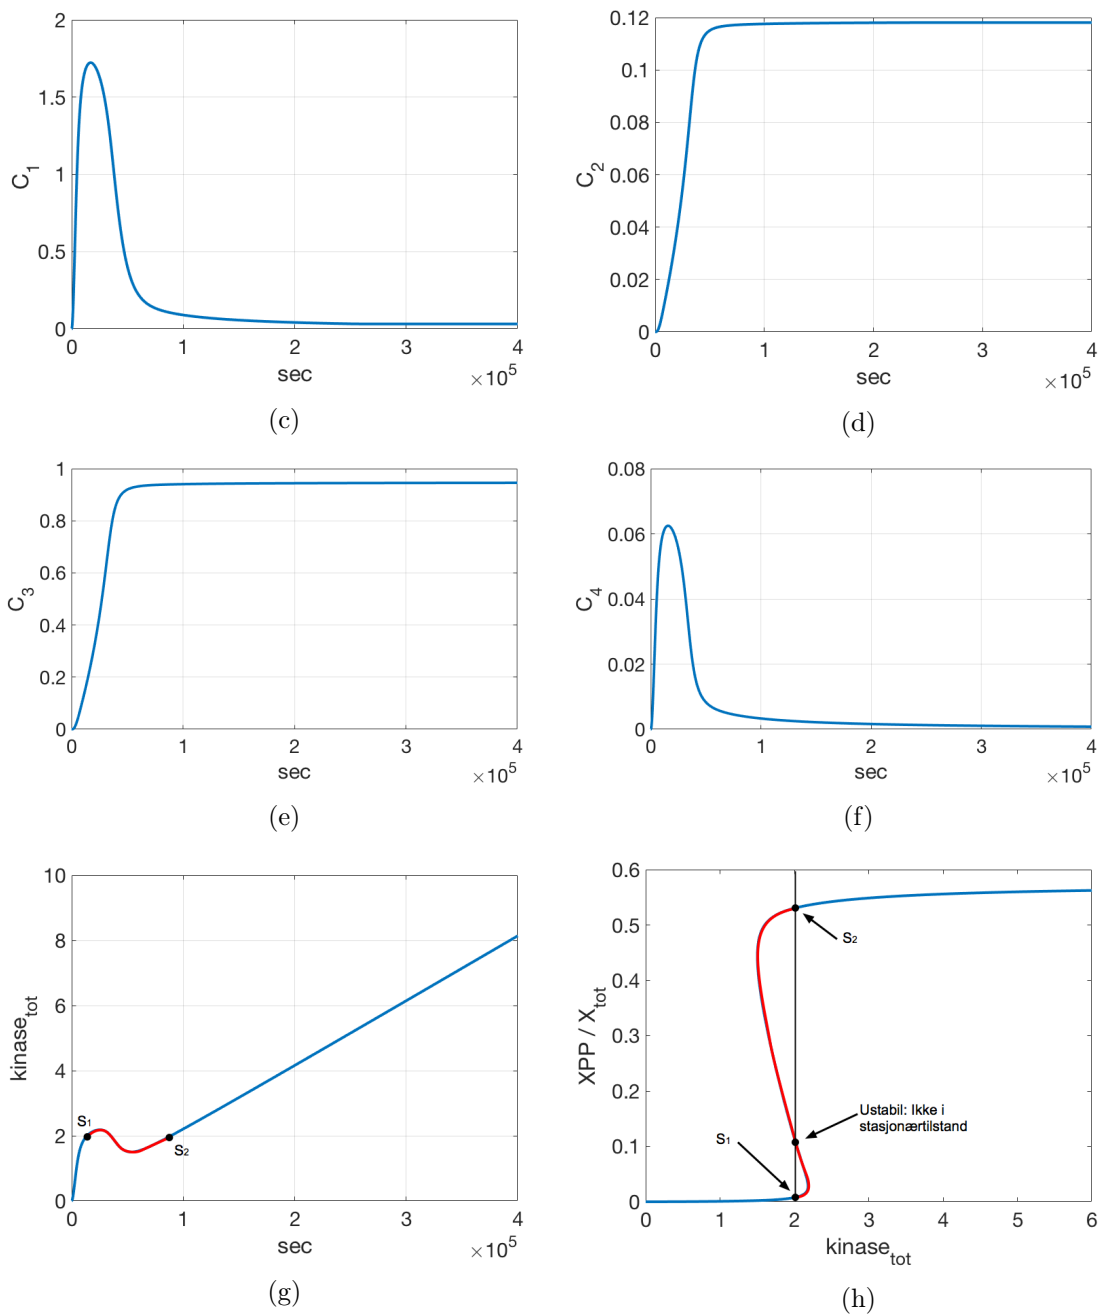 2
1.5
1
0.5
0
C1
0 1 2 3 4
sec
×10^5
(c)
0.12
0.1
0.08
0.06
0.04
0.02
0
C2
0 1 2 3 4
sec
×10^5
(d)
1
0.8
0.6
0.4
0.2
0
C3
0 1 2 3 4
sec
×10^5
(e)
0.08
0.06
0.04
0.02
0
C4
0 1 2 3 4
sec
×10^5
(f)
10
8
6
4
2
0
kinase_tot
S1
S2
0 1 2 3 4
sec
×10^5
(g)
0.6
0.5
0.4
0.3
0.2
0.1
0
XPP / X_tot
S2
Ustabil: Ikke i
stasjonærtilstand
S1
0 1 2 3 4 5 6
kinase_tot
(h)